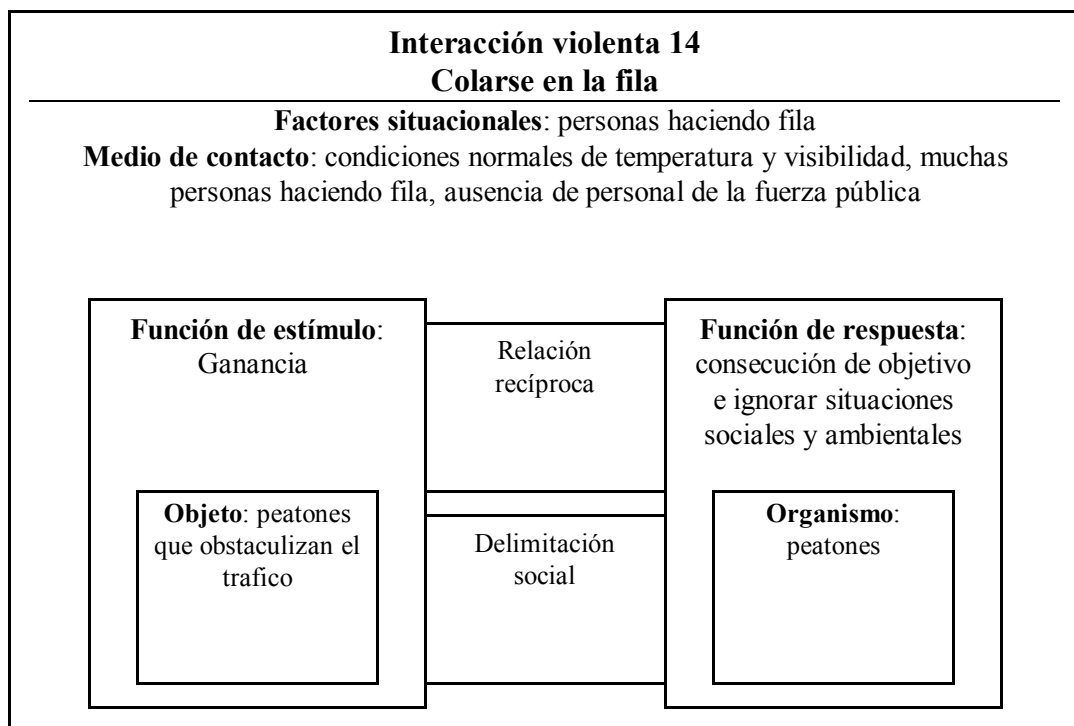 Interacción violenta 14
Colarse en la fila
Factores situacionales: personas haciendo fila
Medio de contacto: condiciones normales de temperatura y visibilidad, muchas
personas haciendo fila, ausencia de personal de la fuerza pública
Función de estímulo:
Ganancia
Relación
recíproca
Función de respuesta:
consecución de objetivo
e ignorar situaciones
sociales y ambientales
Objeto: peatones
que obstaculizan el
trafico
Delimitación
social
Organismo:
peatones